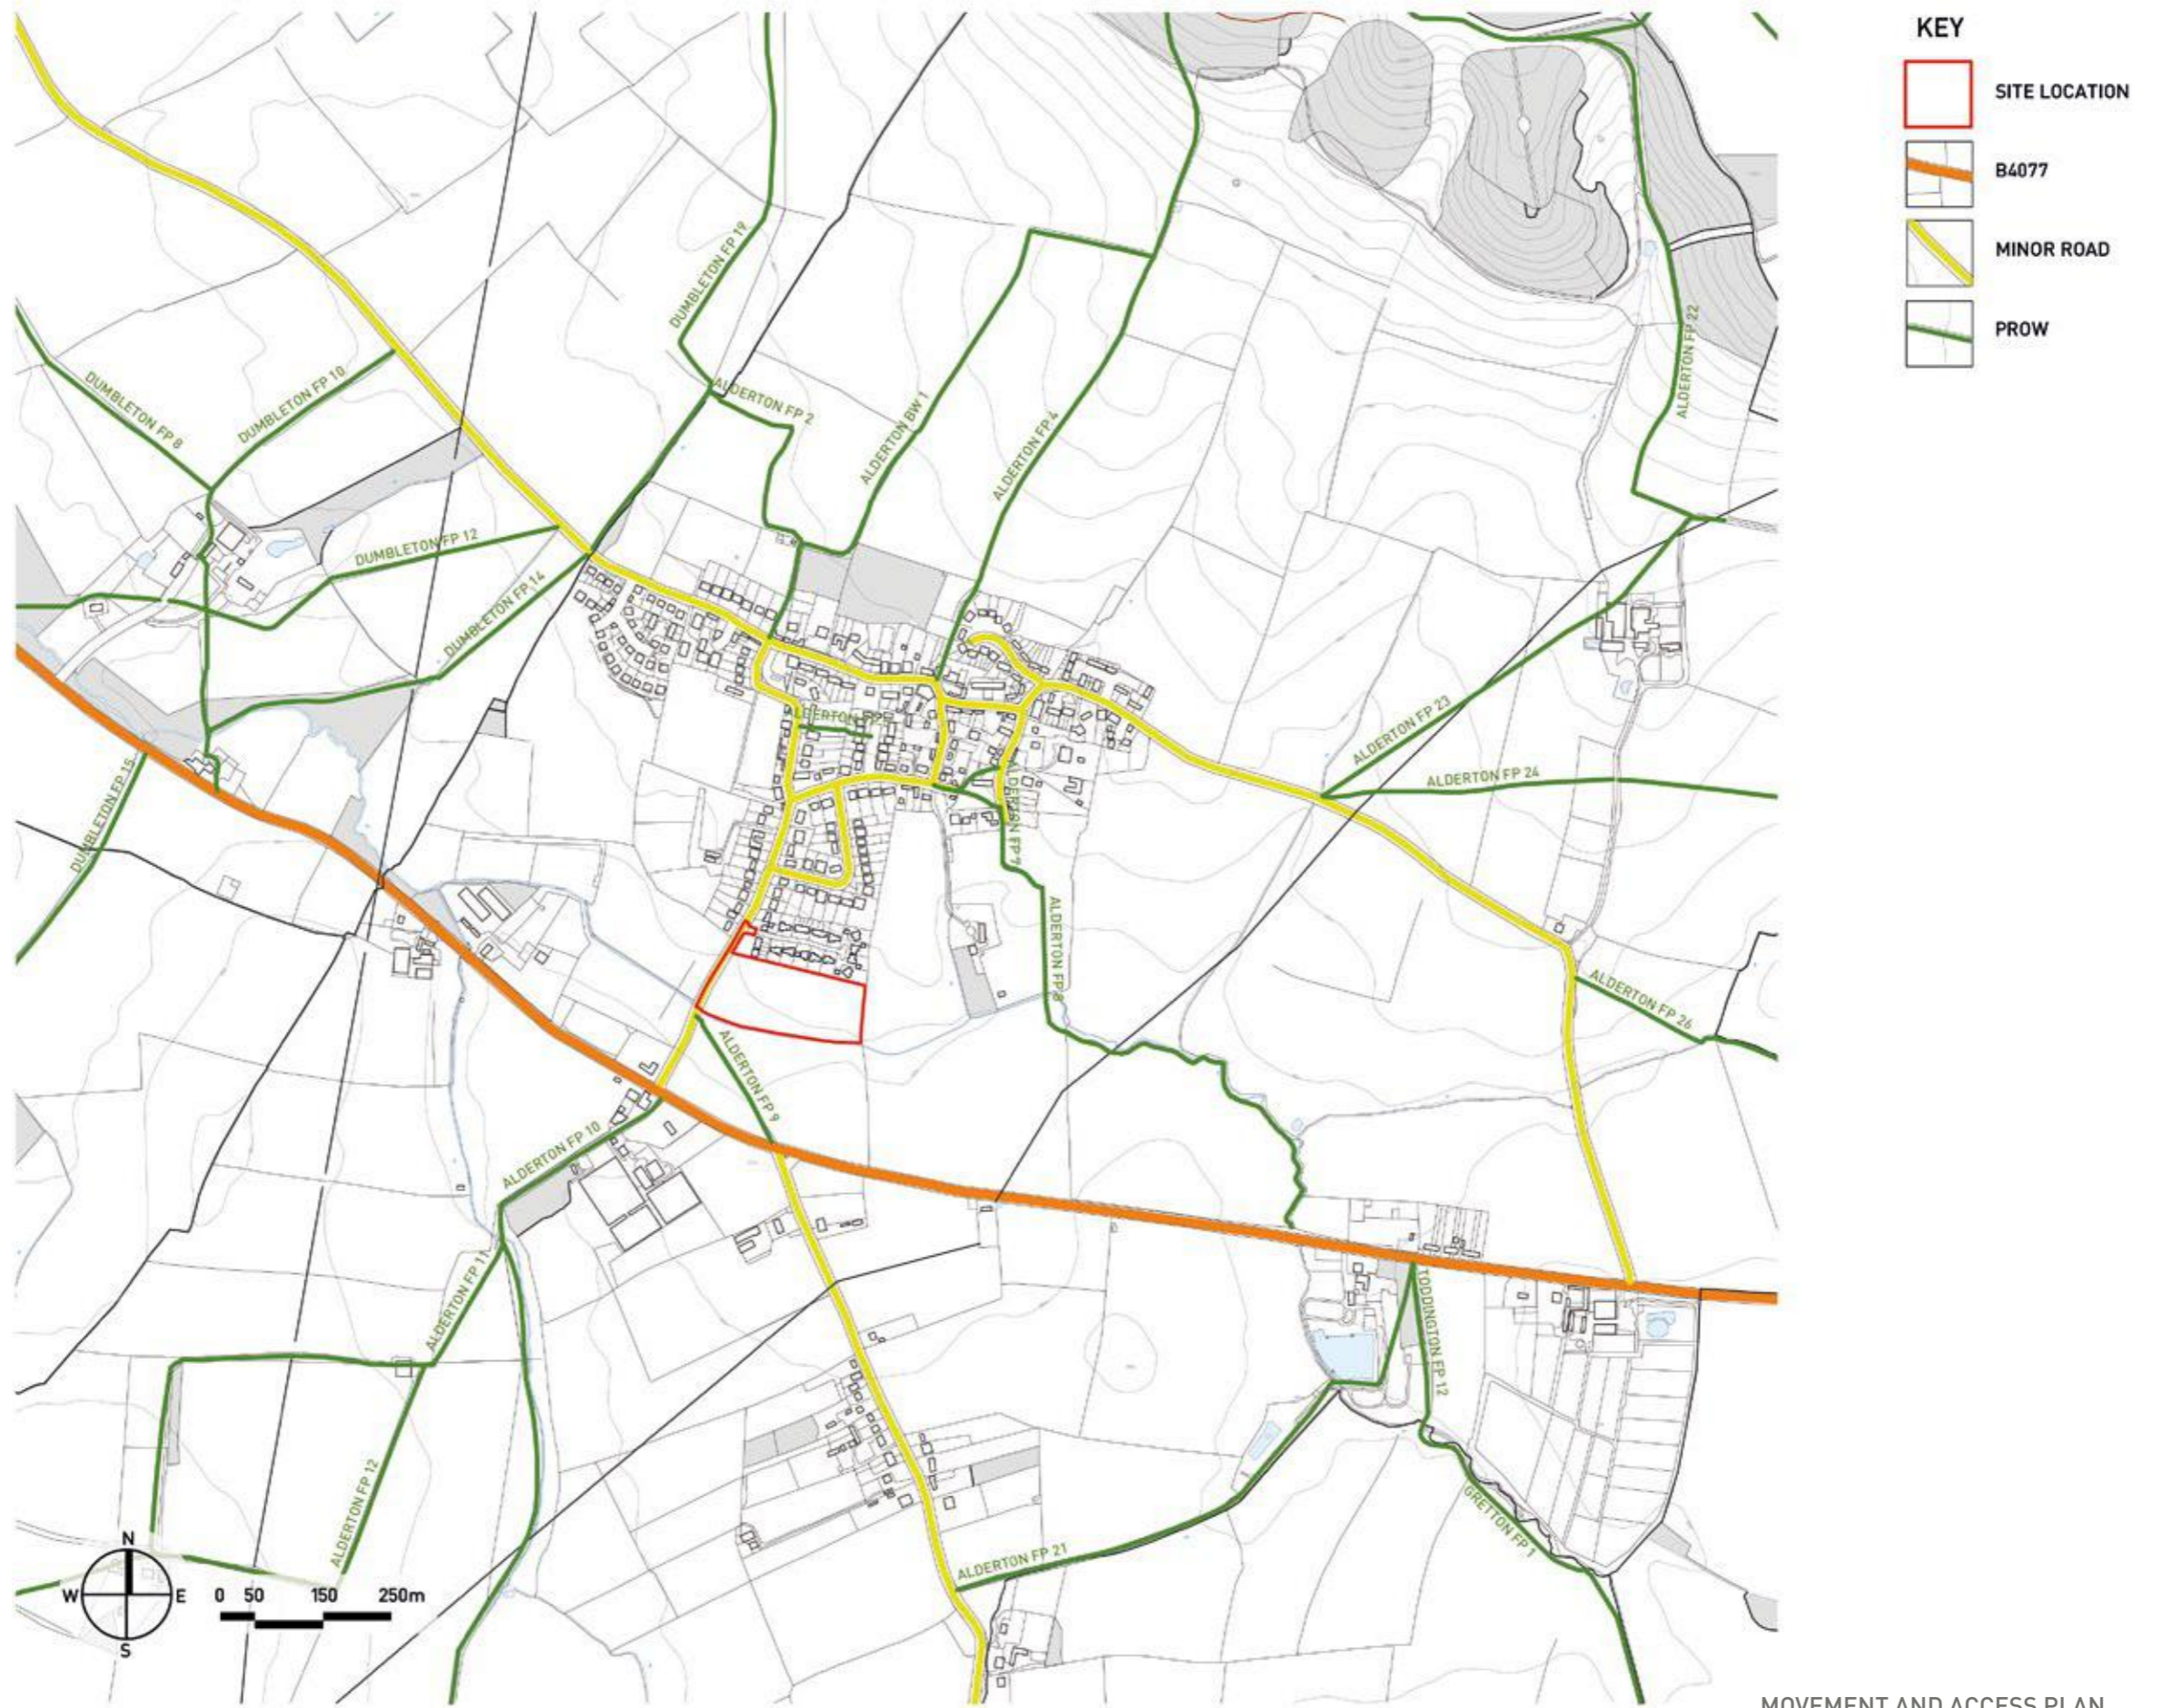 KEY
SITE LOCATION
B4077
MINOR ROAD
PROW
DUMBLETON FP 19
ALDERTON FP 22
DUMBLETON FP 8
DUMBLETON FP 10
ALDERTON FP 2
ALDERTON BW 1
ALDERTON FP 4
DUMBLETON FP 12
DUMBLETON FP 14
ALDERTON FP 23
ALDERTON FP 24
DUMBLETON FP 15
ALDERTON FP 7
ALDERTON FP 8
ALDERTON FP 26
ALDERTON FP 9
ALDERTON FP 10
ALDERTON FP 11
TODDINGTON FP 12
ALDERTON FP 12
GRETTON FP 1
ALDERTON FP 21
N
W E
S
0 50 150 250m
MOVEMENT AND ACCESS PLAN